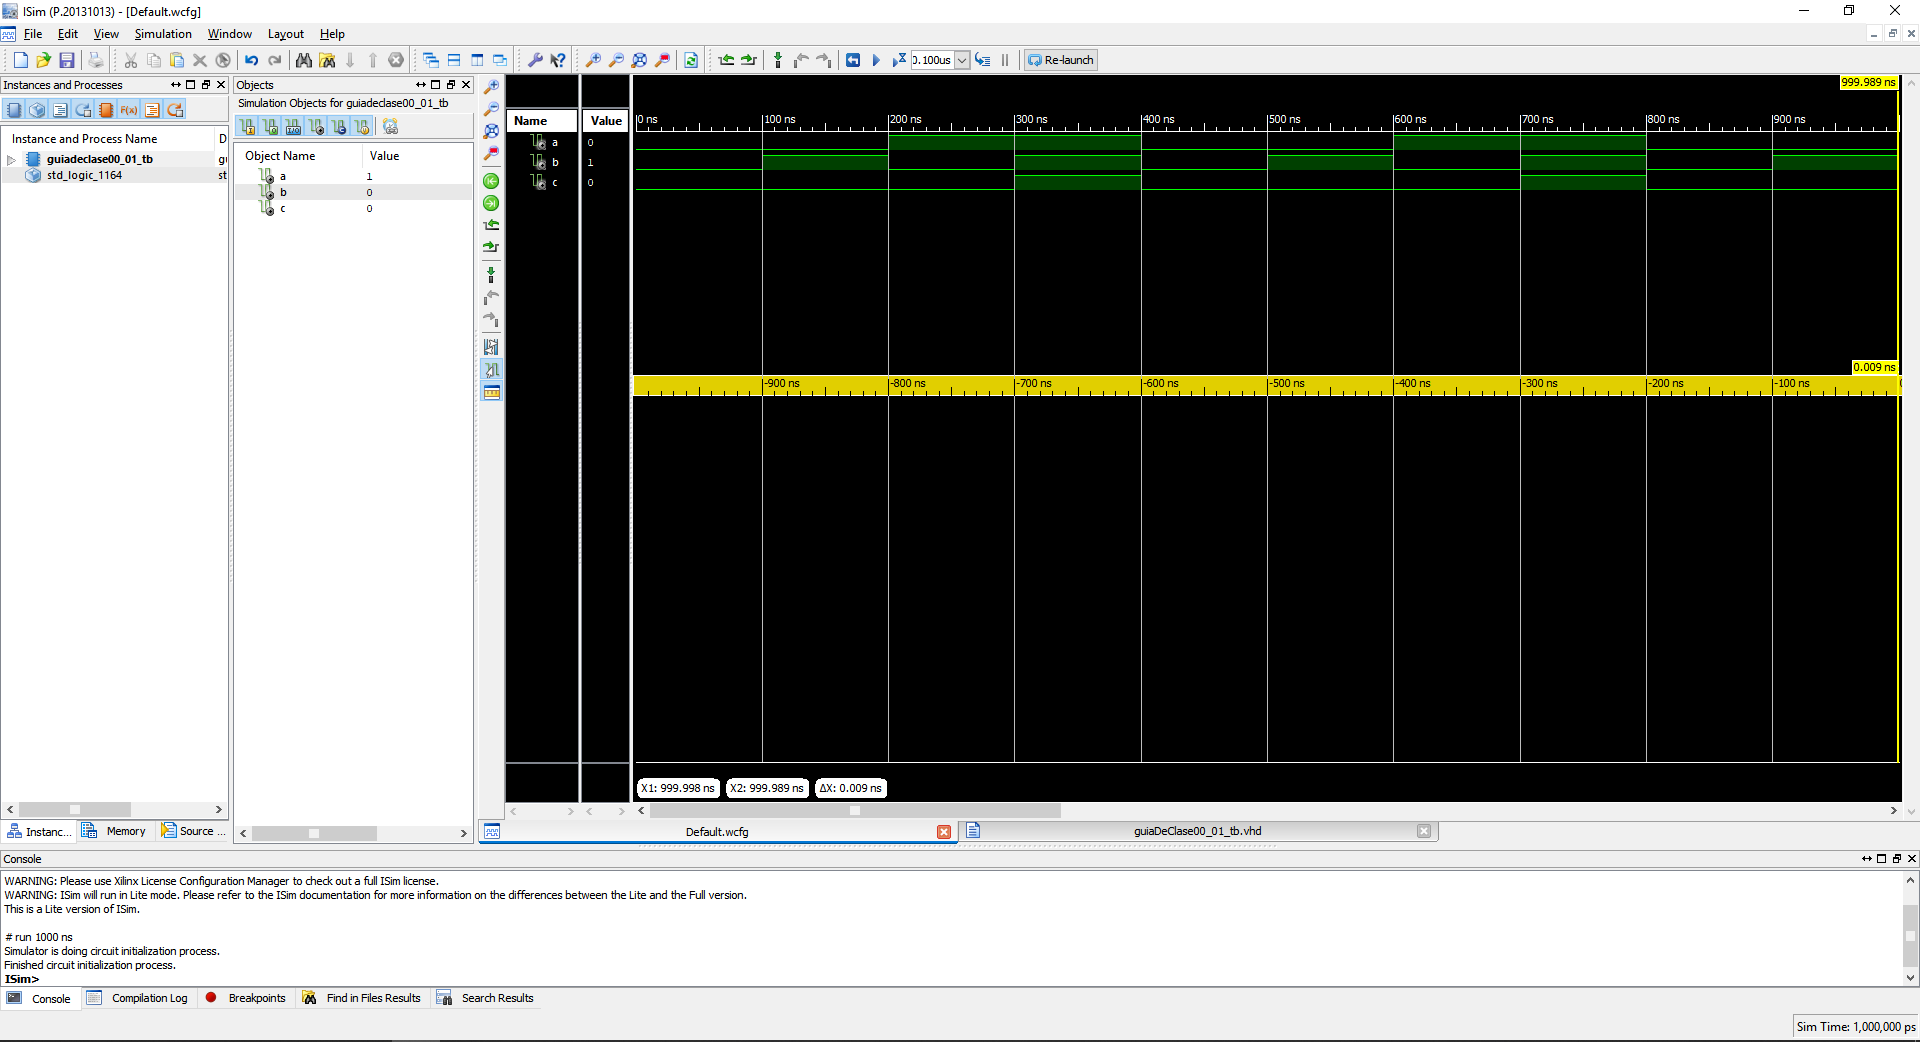 ISim (P.20131013) - [Default.wcfg]
File Edit View Simulation Window Layout Help
0.100us
Re-launch
Instances and Processes
Instance and Process Name
guiadeclase00_01_tb
std_logic_1164
st
Instanc...
Memory
Source ...
Objects
Simulation Objects for guiadeclase00_01_tb
Object Name Value
a 1
b 0
c 0
Name Value
a 0
b 1
c 0
999.989 ns
0 ns 100 ns 200 ns 300 ns 400 ns 500 ns 600 ns 700 ns 800 ns 900 ns
0.009 ns
-900 ns -800 ns -700 ns -600 ns -500 ns -400 ns -300 ns -200 ns -100 ns
X1: 999.998 ns X2: 999.989 ns ΔX: 0.009 ns
Default.wcfg
guiaDeClase00_01_tb.vhd
Console
WARNING: Please use Xilinx License Configuration Manager to check out a full ISim license.
WARNING: ISim will run in Lite mode. Please refer to the ISim documentation for more information on the differences between the Lite and the Full version.
This is a Lite version of ISim.
# run 1000 ns
Simulator is doing circuit initialization process.
Finished circuit initialization process.
ISim>
Console Compilation Log Breakpoints Find in Files Results Search Results
Sim Time: 1,000,000 ps